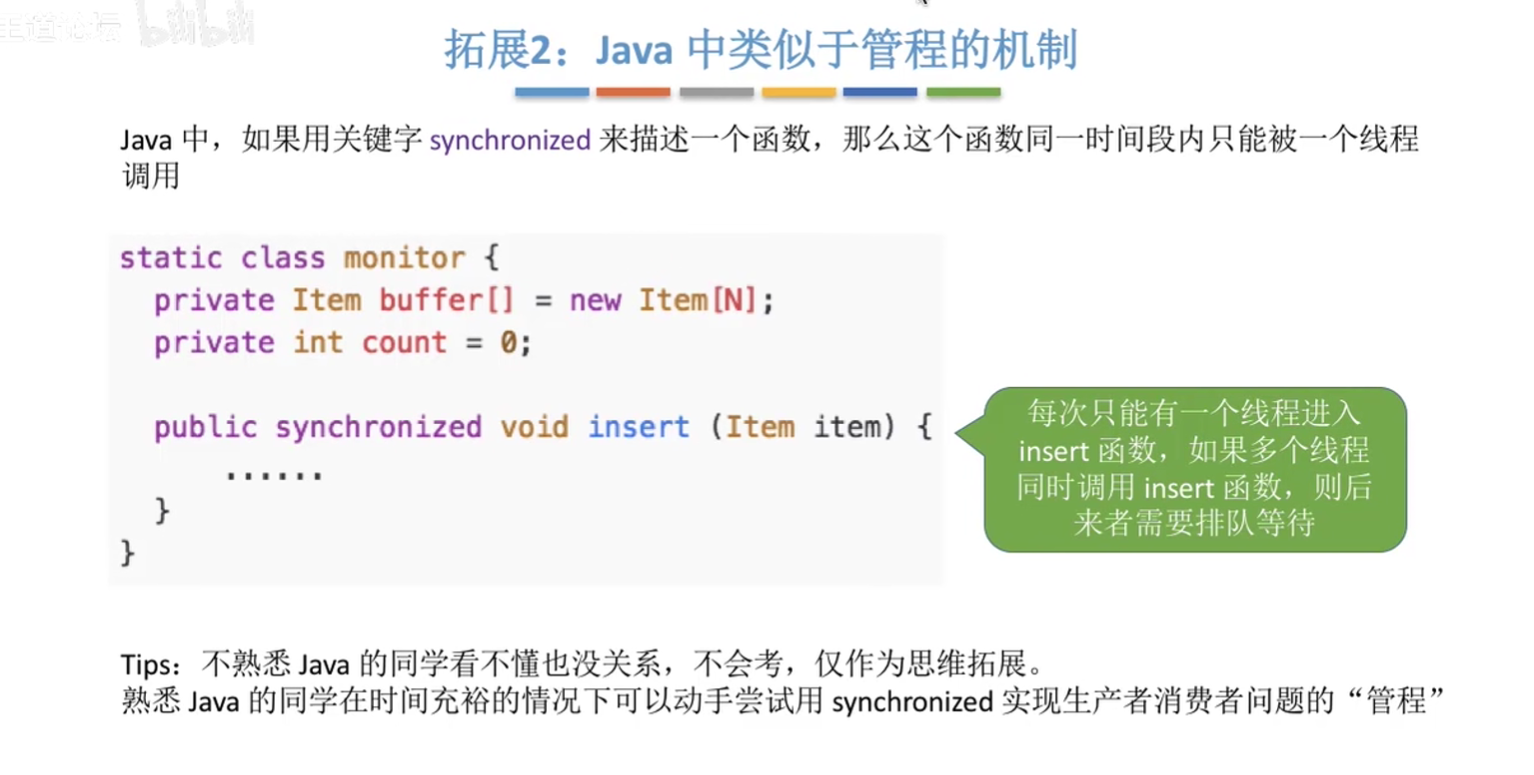 王道论坛 bilibili
拓展2：Java 中类似于管程的机制
Java 中，如果用关键字 synchronized 来描述一个函数，那么这个函数同一时间段内只能被一个线程
调用
static class monitor {
private Item buffer[] = new Item[N];
private int count = 0;
public synchronized void insert (Item item) {
......
}
}
每次只能有一个线程进入
insert 函数，如果多个线程
同时调用 insert 函数，则后
来者需要排队等待
Tips：不熟悉 Java 的同学看不懂也没关系，不会考，仅作为思维拓展。
熟悉 Java 的同学在时间充裕的情况下可以动手尝试用 synchronized 实现生产者消费者问题的“管程”